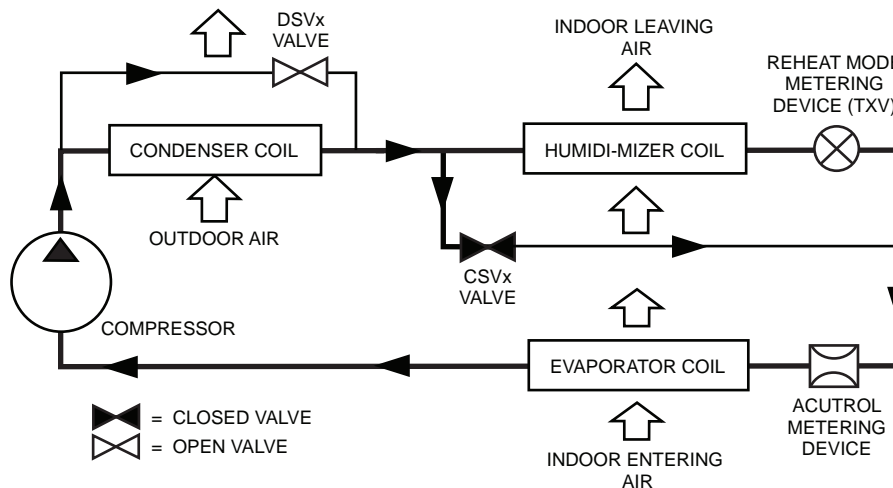 DSVx
VALVE
INDOOR LEAVING
AIR
REHEAT MODE
METERING
DEVICE (TXV)
CONDENSER COIL
HUMIDI-MIZER COIL
OUTDOOR AIR
CSVx
VALVE
COMPRESSOR
EVAPORATOR COIL
= CLOSED VALVE
= OPEN VALVE
INDOOR ENTERING
AIR
ACUTROL
METERING
DEVICE